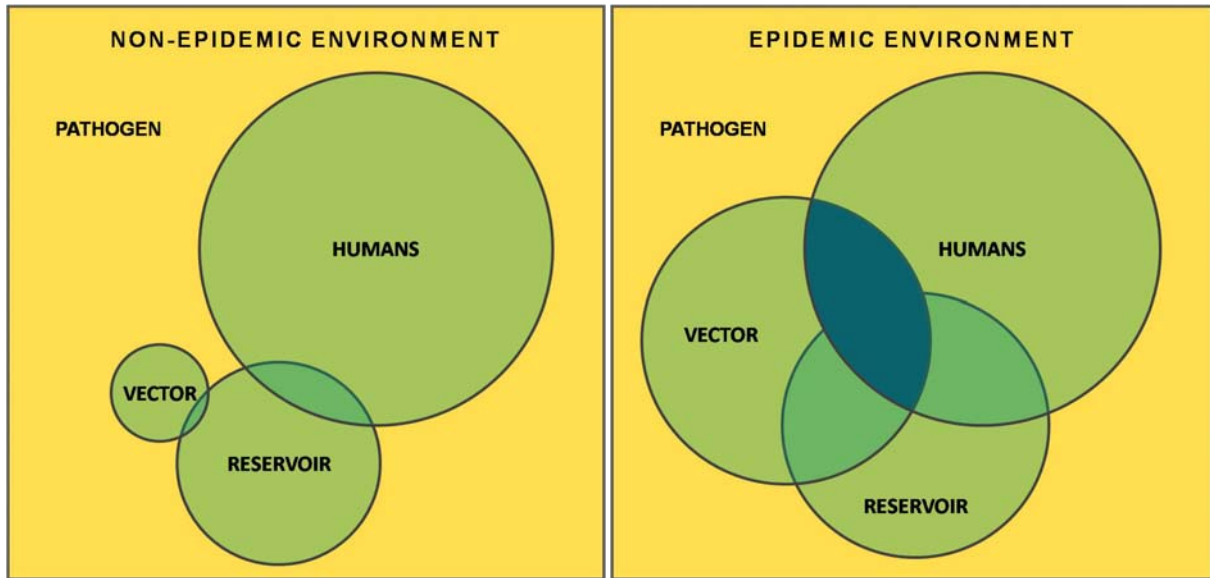 NON-EPIDEMIC ENVIRONMENT
PATHOGEN
HUMANS
VECTOR
RESERVOIR
EPIDEMIC ENVIRONMENT
PATHOGEN
HUMANS
VECTOR
RESERVOIR